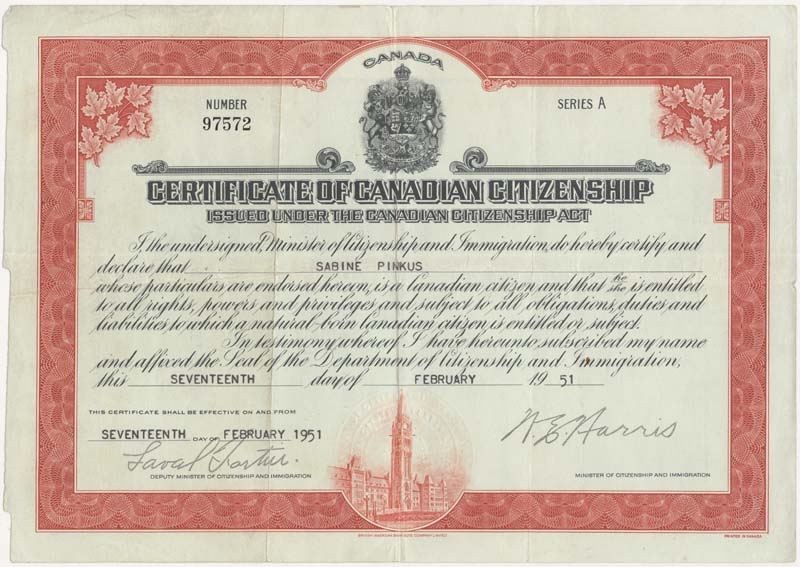 CANADA
NUMBER
97572
SERIES A
CERTIFICATE OF CANADIAN CITIZENSHIP
ISSUED UNDER THE CANADIAN CITIZENSHIP ACT
I the undersigned, Minister of Citizenship and Immigration, do hereby certify and
declare that SABINE PINKUS
whose particulars are endorsed hereon, is a Canadian citizen and that he she is entitled
to all rights, powers and privileges and subject to all obligations, duties and
liabilities to which a natural-born Canadian citizen is entitled or subject.
In testimony whereof I have hereunto subscribed my name
and affixed the Seal of the Department of Citizenship and Immigration,
this SEVENTEENTH day of FEBRUARY 19 51
THIS CERTIFICATE SHALL BE EFFECTIVE ON AND FROM
SEVENTEENTH DAY OF FEBRUARY 1951
Laval Fortier.
DEPUTY MINISTER OF CITIZENSHIP AND IMMIGRATION
W E Harris
MINISTER OF CITIZENSHIP AND IMMIGRATION
BRITISH AMERICAN BANK NOTE COMPANY LIMITED
PRINTED IN CANADA